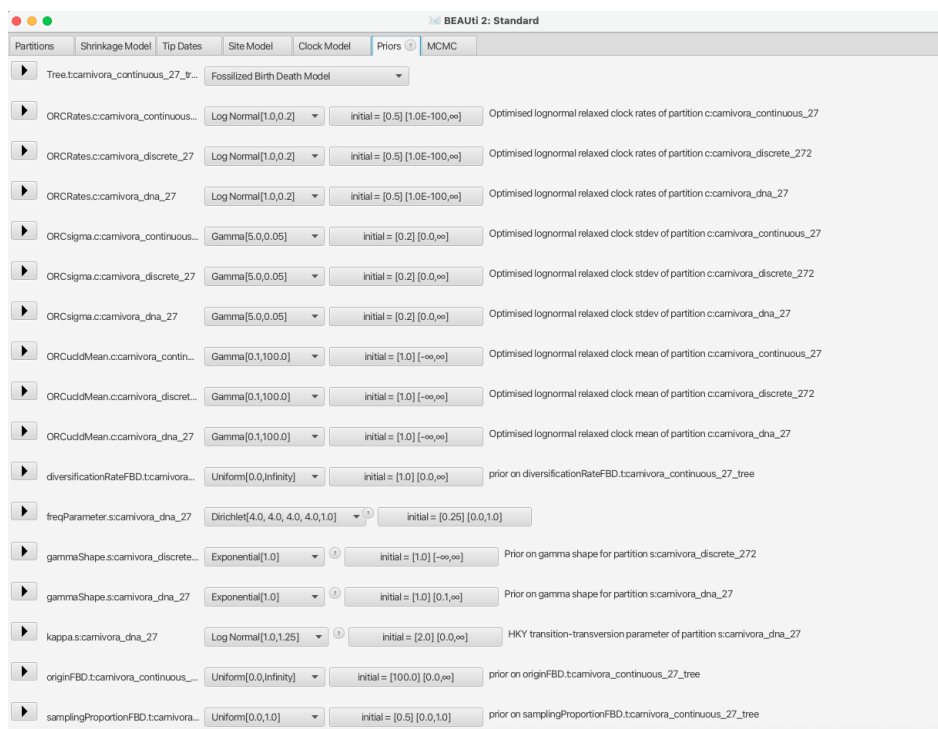 BEAUti 2: Standard
Partitions Shrinkage Model Tip Dates Site Model Clock Model Priors ? MCMC
Tree.t:carnivora_continuous_27_tr... Fossilized Birth Death Model
ORCRates.c:carnivora_continuous... Log Normal[1.0,0.2] initial = [0.5] [1.0E-100,∞] Optimised lognormal relaxed clock rates of partition c:carnivora_continuous_27
ORCRates.c:carnivora_discrete_27 Log Normal[1.0,0.2] initial = [0.5] [1.0E-100,∞] Optimised lognormal relaxed clock rates of partition c:carnivora_discrete_272
ORCRates.c:carnivora_dna_27 Log Normal[1.0,0.2] initial = [0.5] [1.0E-100,∞] Optimised lognormal relaxed clock rates of partition c:carnivora_dna_27
ORCsigma.c:carnivora_continuous... Gamma[5.0,0.05] initial = [0.2] [0.0,∞] Optimised lognormal relaxed clock stdev of partition c:carnivora_continuous_27
ORCsigma.c:carnivora_discrete_27 Gamma[5.0,0.05] initial = [0.2] [0.0,∞] Optimised lognormal relaxed clock stdev of partition c:carnivora_discrete_272
ORCsigma.c:carnivora_dna_27 Gamma[5.0,0.05] initial = [0.2] [0.0,∞] Optimised lognormal relaxed clock stdev of partition c:carnivora_dna_27
ORCucldMean.c:carnivora_contin... Gamma[0.1,100.0] initial = [1.0] [-∞,∞] Optimised lognormal relaxed clock mean of partition c:carnivora_continuous_27
ORCucldMean.c:carnivora_discret... Gamma[0.1,100.0] initial = [1.0] [-∞,∞] Optimised lognormal relaxed clock mean of partition c:carnivora_discrete_272
ORCucldMean.c:carnivora_dna_27 Gamma[0.1,100.0] initial = [1.0] [-∞,∞] Optimised lognormal relaxed clock mean of partition c:carnivora_dna_27
diversificationRateFBD.t:carnivora... Uniform[0.0,Infinity] initial = [1.0] [0.0,∞] prior on diversificationRateFBD.t:carnivora_continuous_27_tree
freqParameter.s:carnivora_dna_27 Dirichlet[4.0, 4.0, 4.0, 4.0,1.0] ? initial = [0.25] [0.0,1.0]
gammaShape.s:carnivora_discrete... Exponential[1.0] ? initial = [1.0] [-∞,∞] Prior on gamma shape for partition s:carnivora_discrete_272
gammaShape.s:carnivora_dna_27 Exponential[1.0] ? initial = [1.0] [0.1,∞] Prior on gamma shape for partition s:carnivora_dna_27
kappa.s:carnivora_dna_27 Log Normal[1.0,1.25] ? initial = [2.0] [0.0,∞] HKY transition-transversion parameter of partition s:carnivora_dna_27
originFBD.t:carnivora_continuous_... Uniform[0.0,Infinity] initial = [100.0] [0.0,∞] prior on originFBD.t:carnivora_continuous_27_tree
samplingProportionFBD.t:carnivora... Uniform[0.0,1.0] initial = [0.5] [0.0,1.0] prior on samplingProportionFBD.t:carnivora_continuous_27_tree